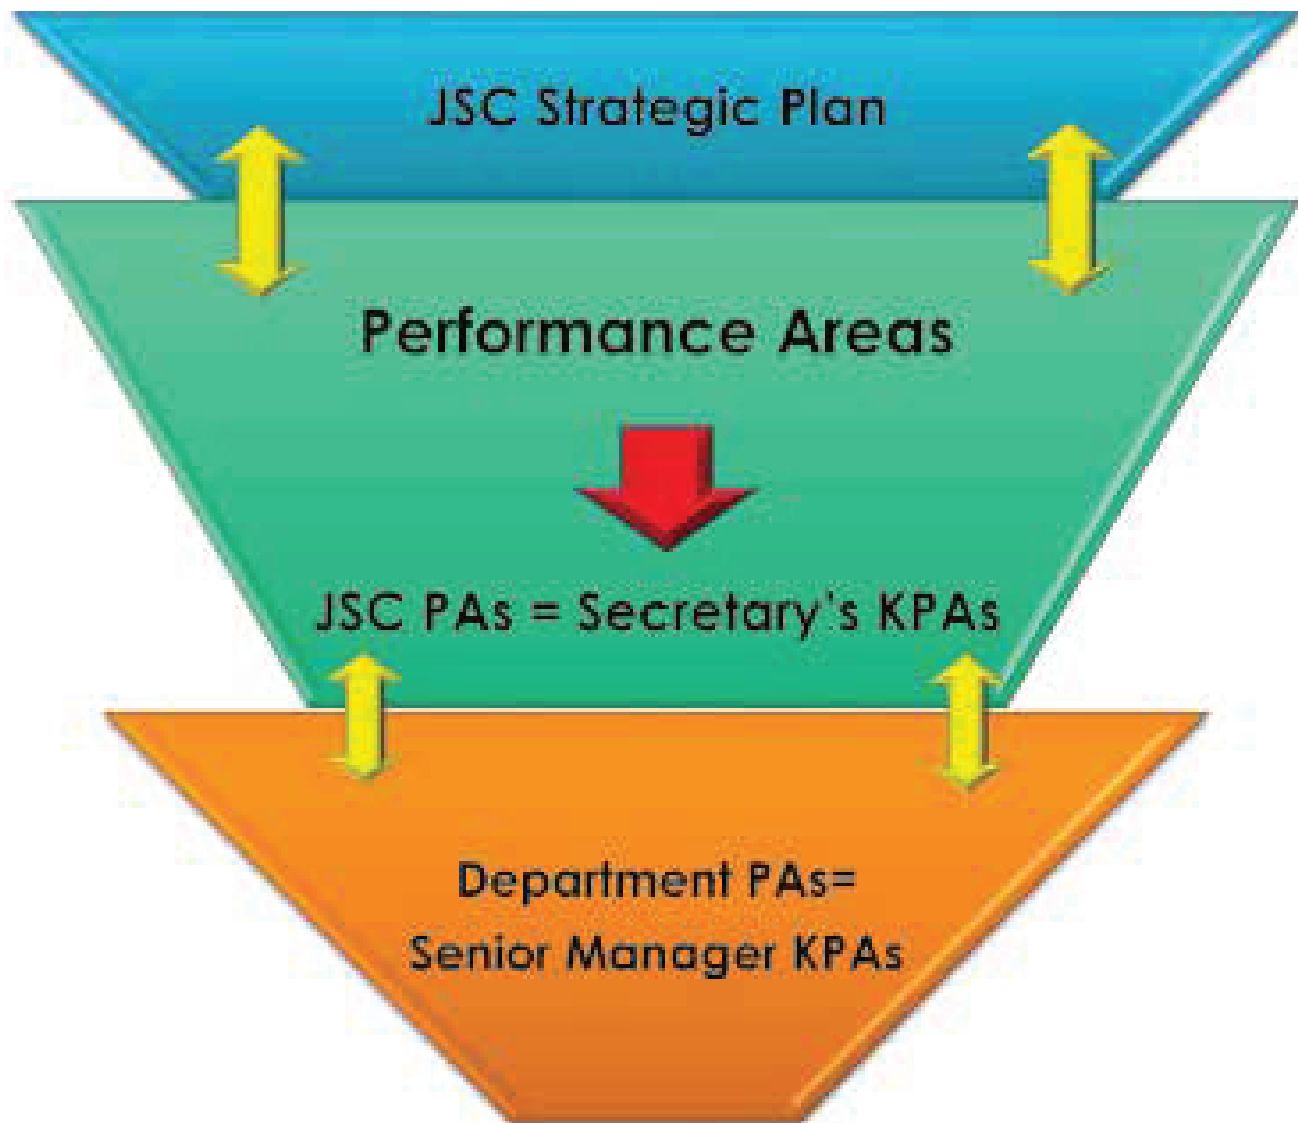 JSC Strategic Plan
Performance Areas
JSC PAs = Secretary's KPAs
Department PAs=
Senior Manager KPAs